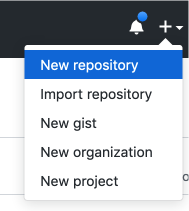 New repository
Import repository
New gist
New organization
New project